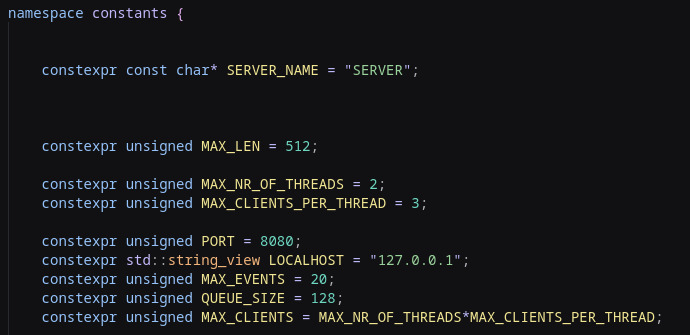 namespace constants {
constexpr const char* SERVER_NAME = "SERVER";
constexpr unsigned MAX_LEN = 512;
constexpr unsigned MAX_NR_OF_THREADS = 2;
constexpr unsigned MAX_CLIENTS_PER_THREAD = 3;
constexpr unsigned PORT = 8080;
constexpr std::string_view LOCALHOST = "127.0.0.1";
constexpr unsigned MAX_EVENTS = 20;
constexpr unsigned QUEUE_SIZE = 128;
constexpr unsigned MAX_CLIENTS = MAX_NR_OF_THREADS*MAX_CLIENTS_PER_THREAD;